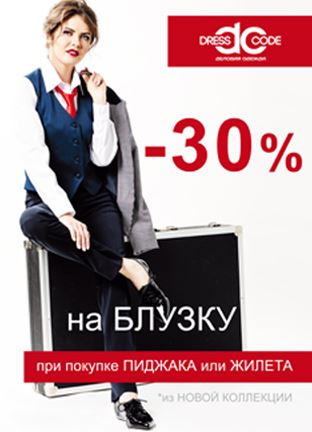 DRESS CODE
ДЕЛОВАЯ ОДЕЖДА
-30%
на БЛУЗКУ
при покупке ПИДЖАКА или ЖИЛЕТА
*из НОВОЙ КОЛЛЕКЦИИ